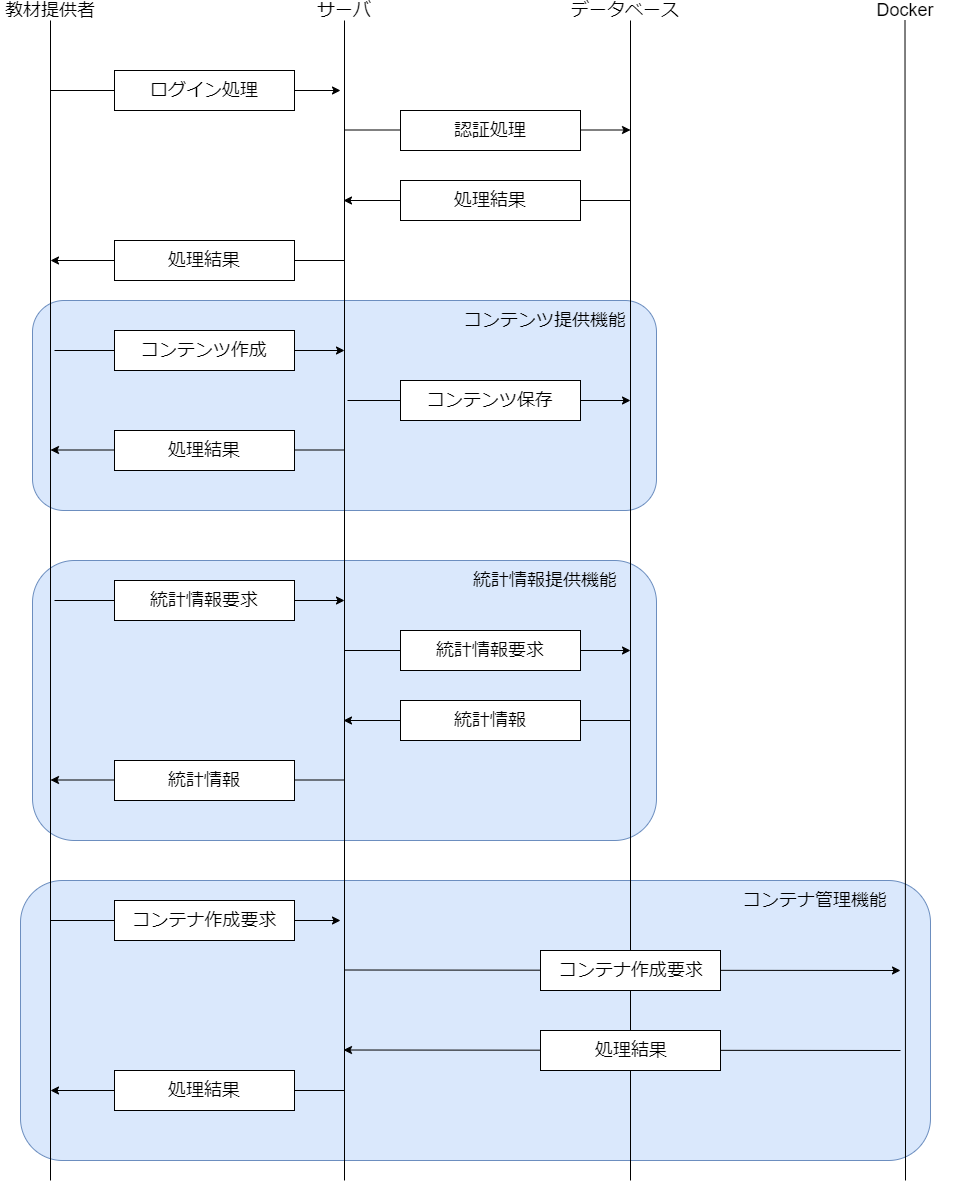 教材提供者
サーバ
データベース
Docker
ログイン処理
認証処理
処理結果
処理結果
コンテンツ提供機能
コンテンツ作成
コンテンツ保存
処理結果
統計情報提供機能
統計情報要求
統計情報要求
統計情報
統計情報
コンテナ管理機能
コンテナ作成要求
コンテナ作成要求
処理結果
処理結果